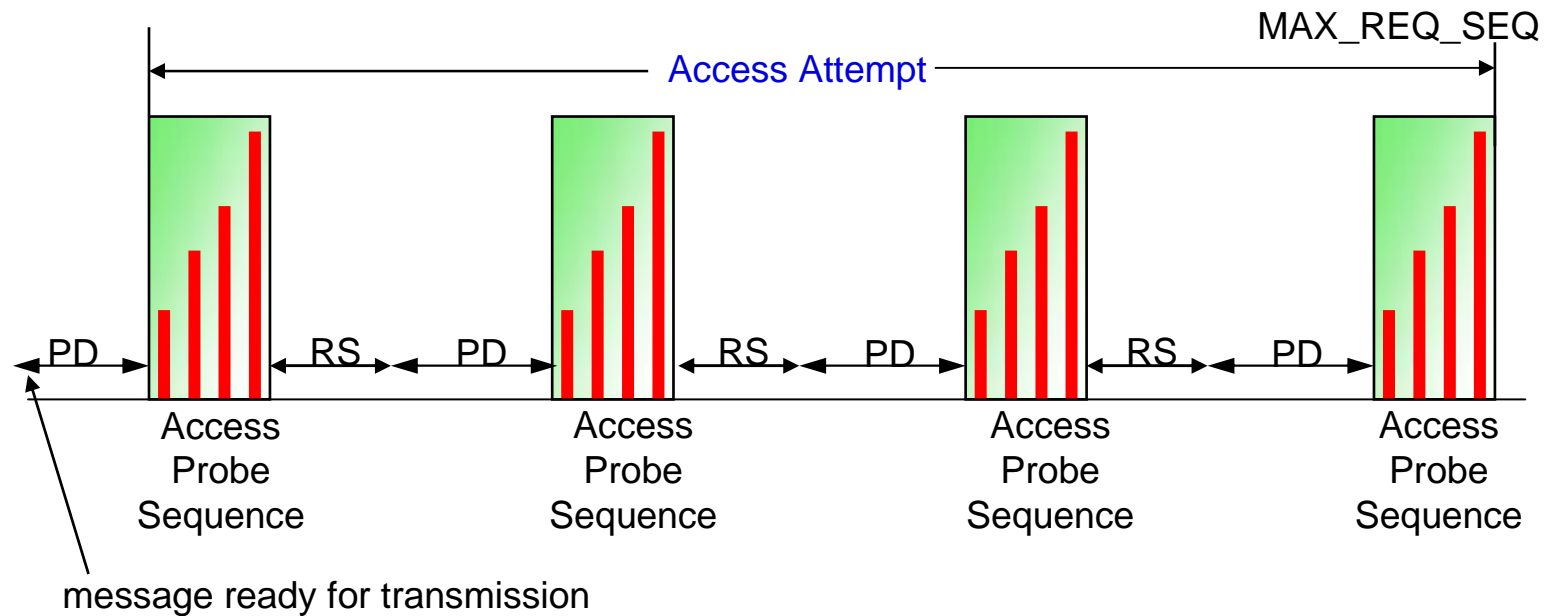 MAX_REQ_SEQ
Access Attempt
PD
RS
PD
RS
PD
RS
PD
Access
Probe
Sequence
Access
Probe
Sequence
Access
Probe
Sequence
Access
Probe
Sequence
message ready for transmission